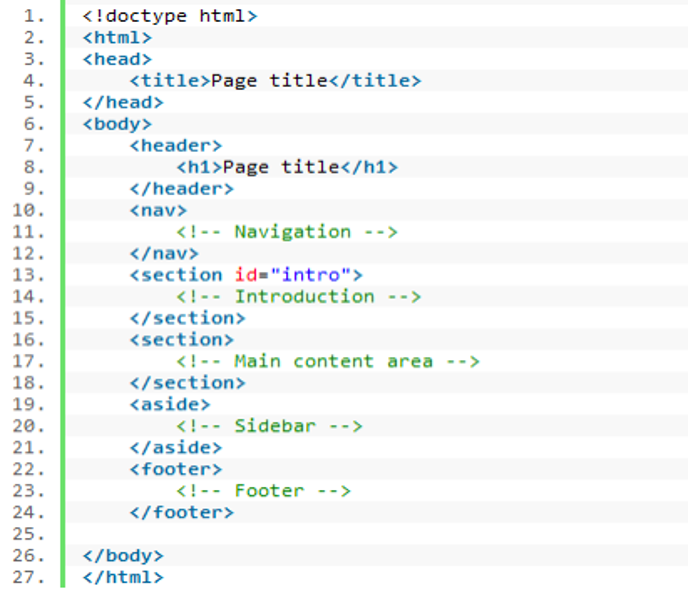 1. <!doctype html>
2. <html>
3. <head>
4.     <title>Page title</title>
5. </head>
6. <body>
7.     <header>
8.         <h1>Page title</h1>
9.     </header>
10.     <nav>
11.         <!-- Navigation -->
12.     </nav>
13.     <section id="intro">
14.         <!-- Introduction -->
15.     </section>
16.     <section>
17.         <!-- Main content area -->
18.     </section>
19.     <aside>
20.         <!-- Sidebar -->
21.     </aside>
22.     <footer>
23.         <!-- Footer -->
24.     </footer>
25.
26. </body>
27. </html>